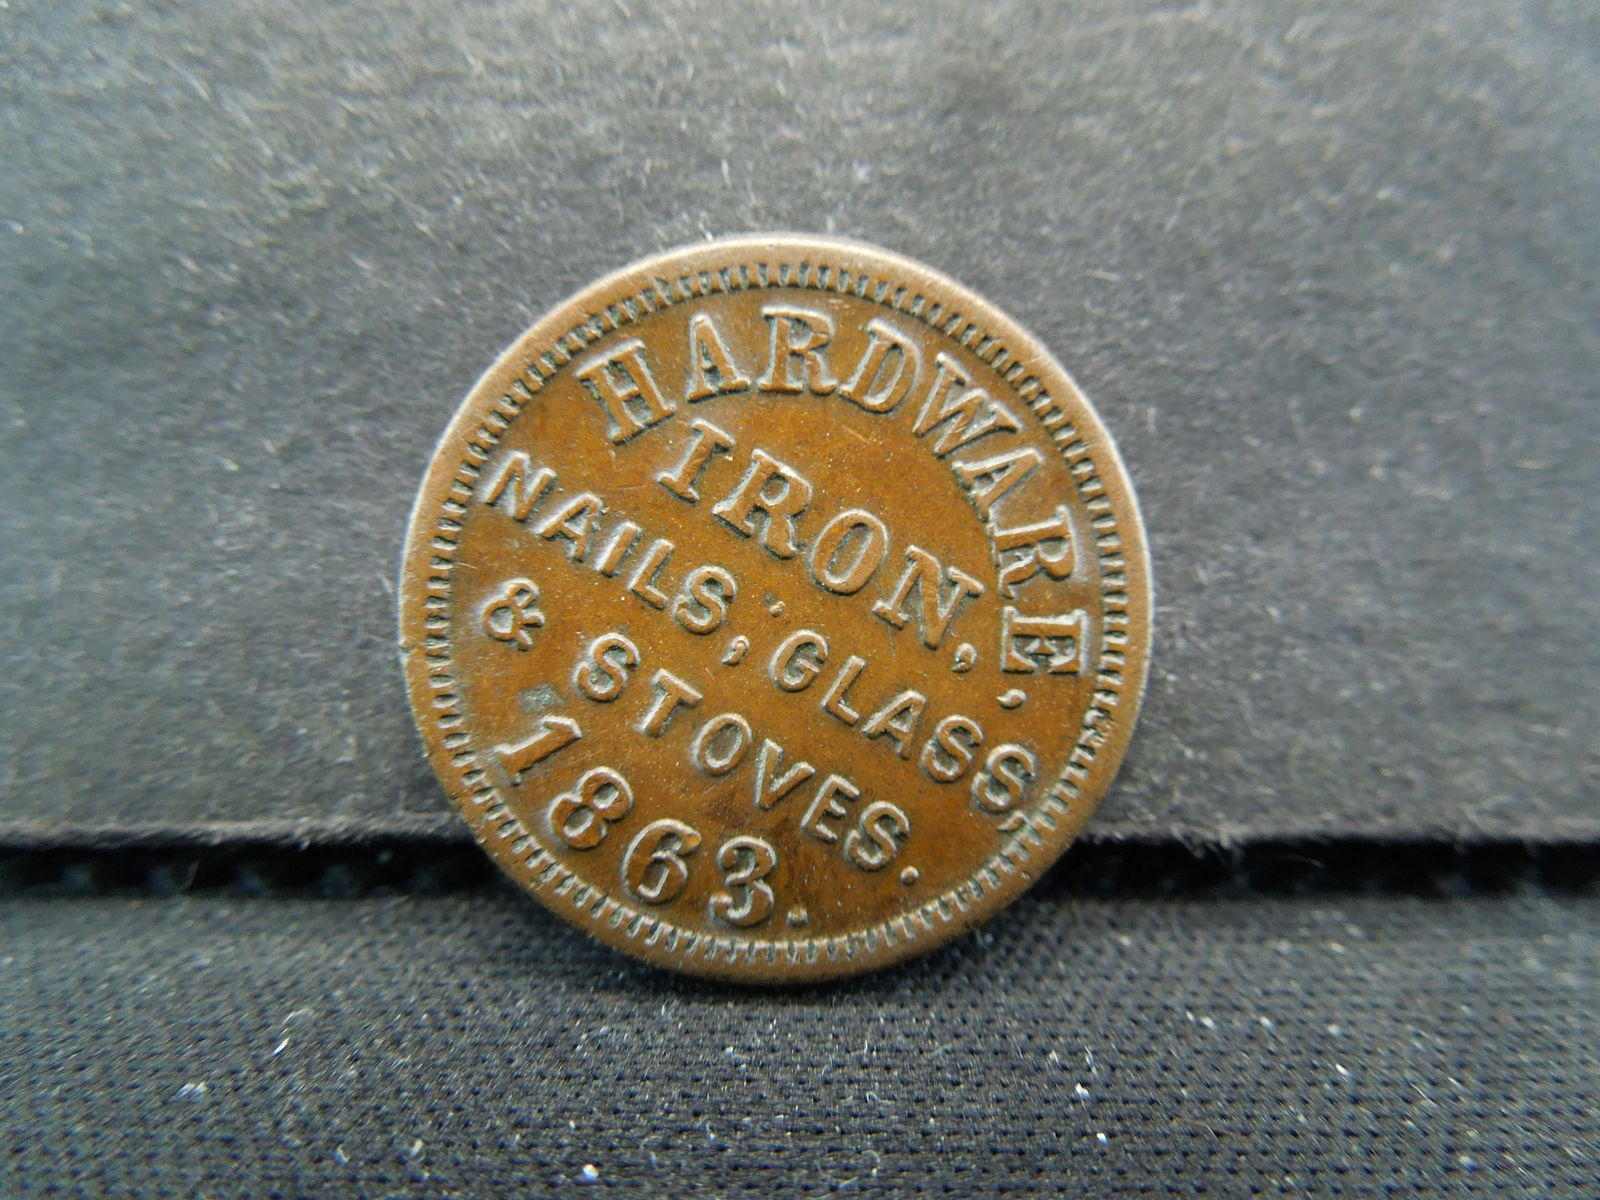 HARDWARE,
IRON,
NAILS, GLASS,
& STOVES.
1863.